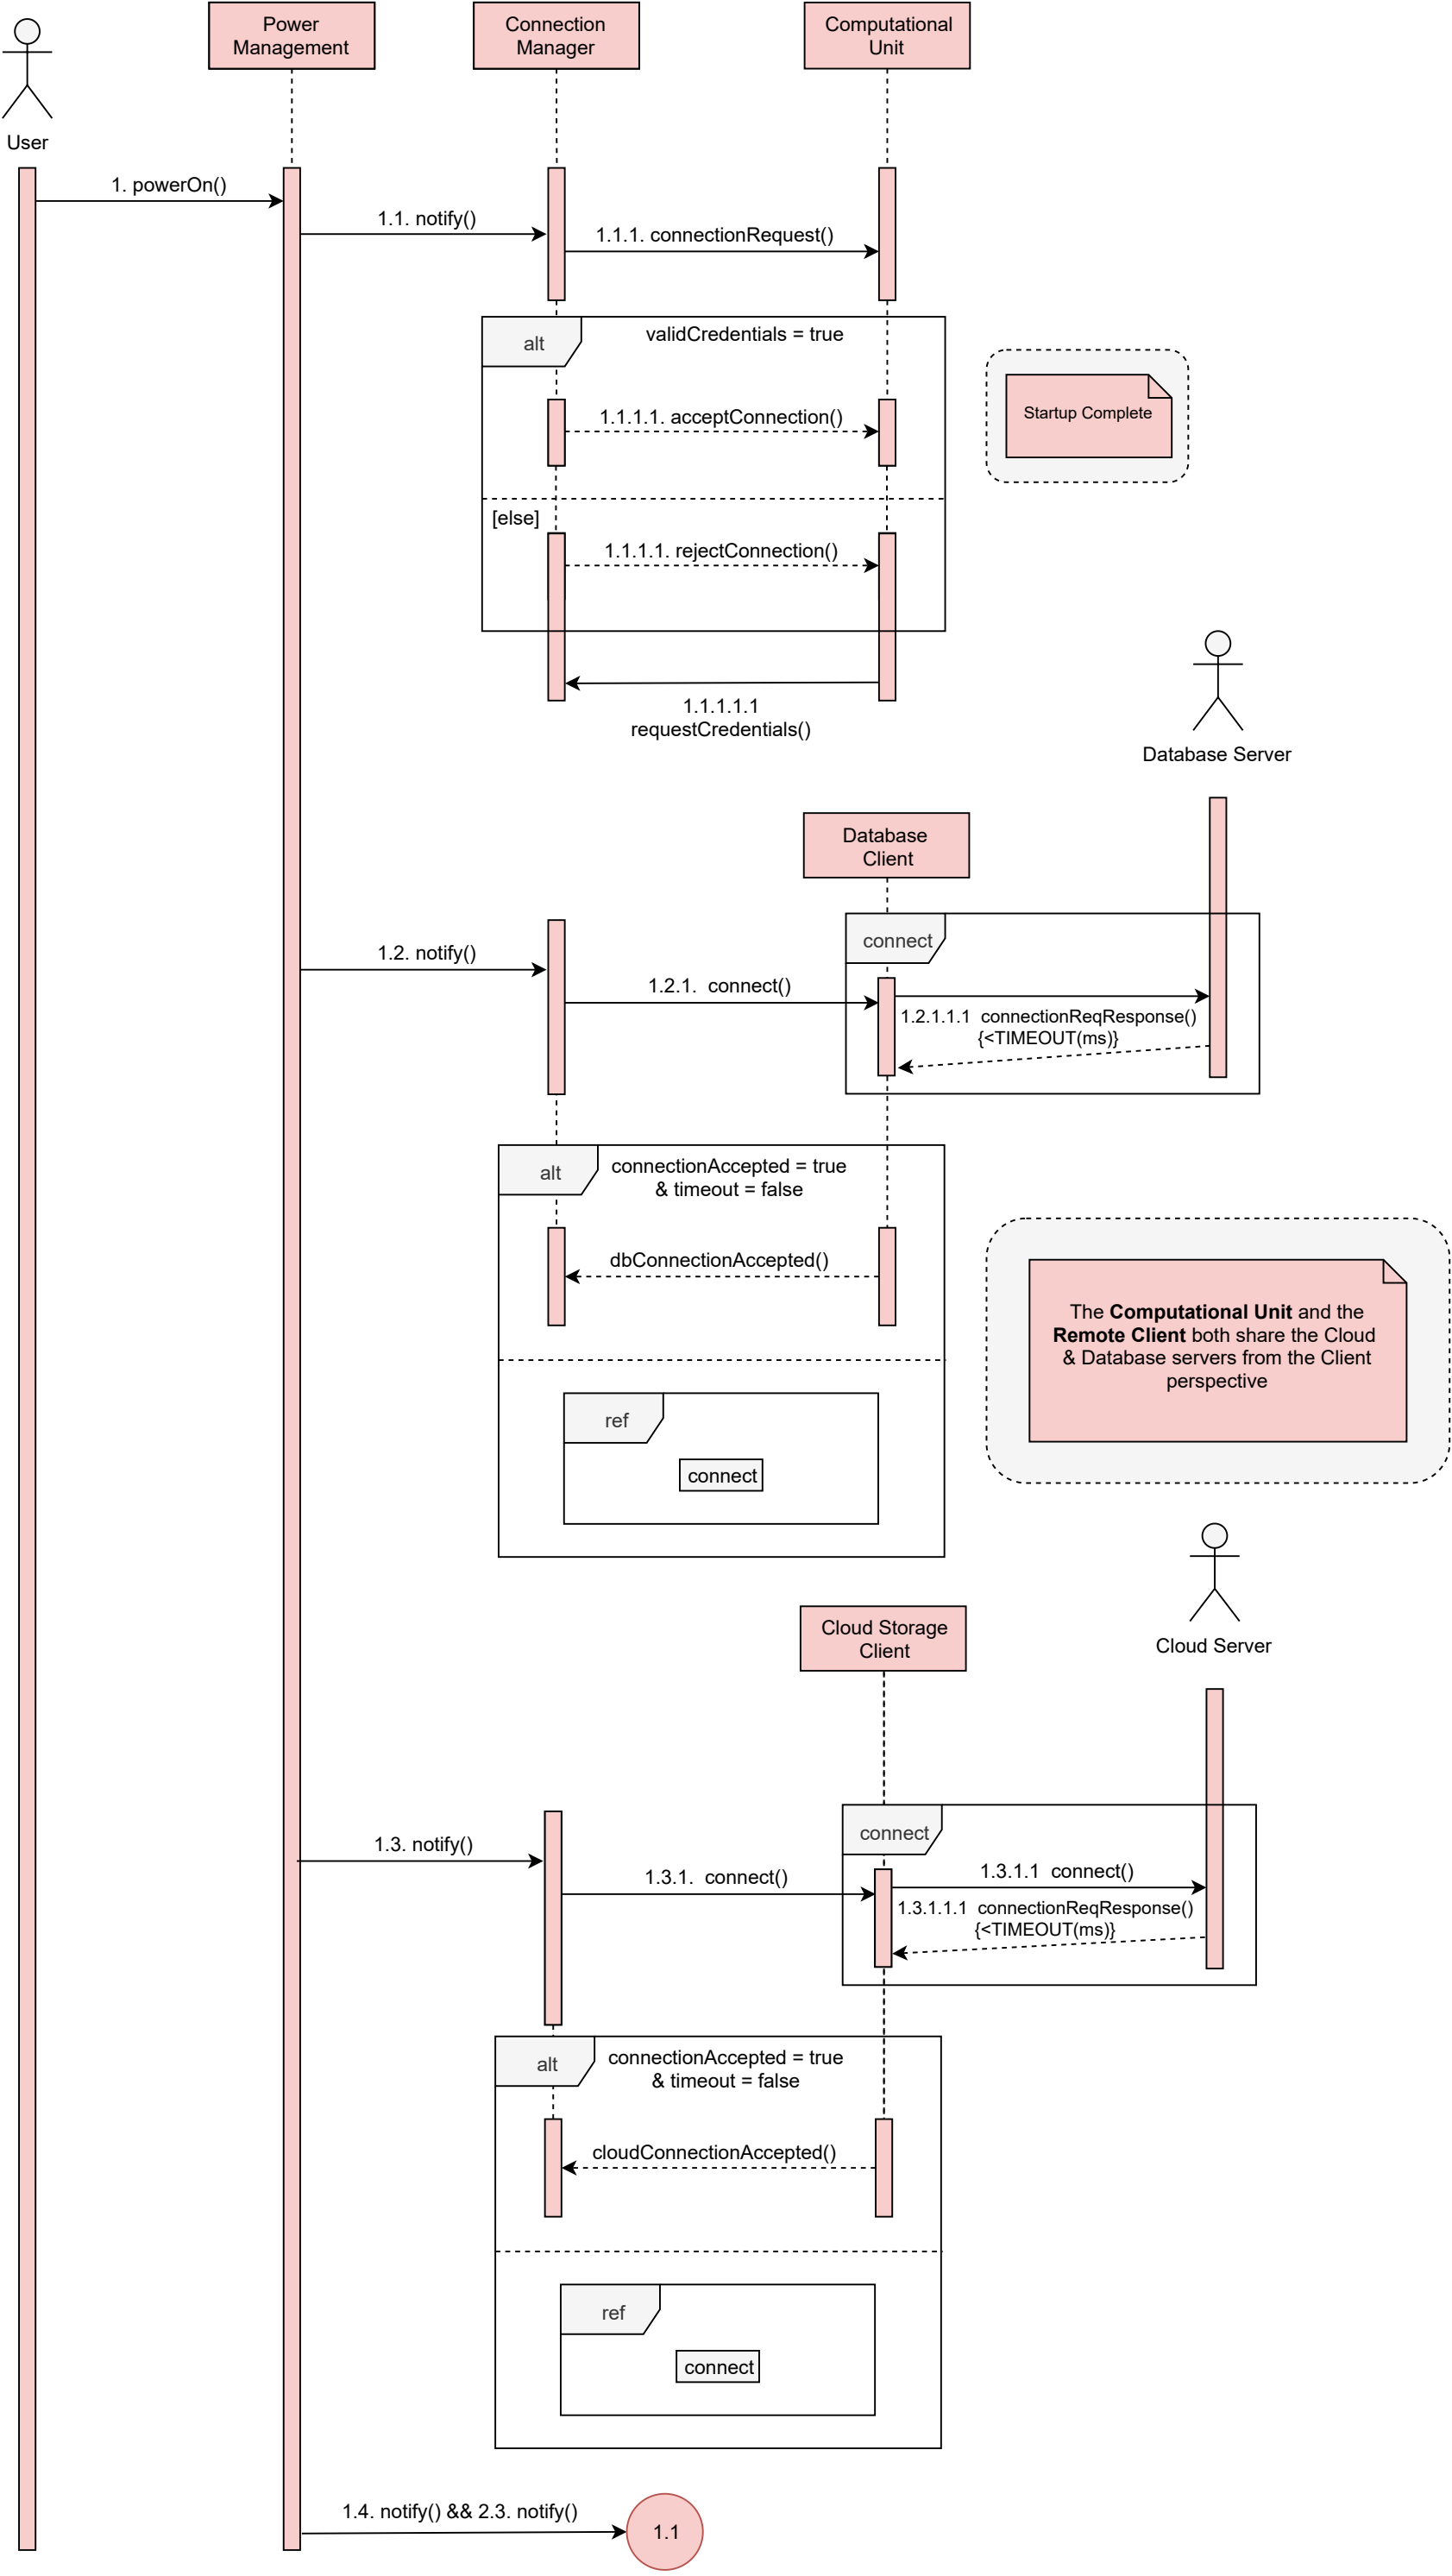 Power
Management
Connection
Manager
Computational
Unit
User
1. powerOn()
1.1. notify()
1.1.1. connectionRequest()
alt
validCredentials = true
Startup Complete
1.1.1.1. acceptConnection()
[else]
1.1.1.1. rejectConnection()
1.1.1.1.1
requestCredentials()
Database Server
Database
Client
connect
1.2. notify()
1.2.1.  connect()
1.2.1.1.1  connectionReqResponse()
{<TIMEOUT(ms)}
alt
connectionAccepted = true
& timeout = false
dbConnectionAccepted()
The Computational Unit and the
Remote Client both share the Cloud
& Database servers from the Client
perspective
ref
connect
Cloud Server
Cloud Storage
Client
connect
1.3. notify()
1.3.1.  connect()
1.3.1.1  connect()
1.3.1.1.1  connectionReqResponse()
{<TIMEOUT(ms)}
alt
connectionAccepted = true
& timeout = false
cloudConnectionAccepted()
ref
connect
1.4. notify() && 2.3. notify()
1.1